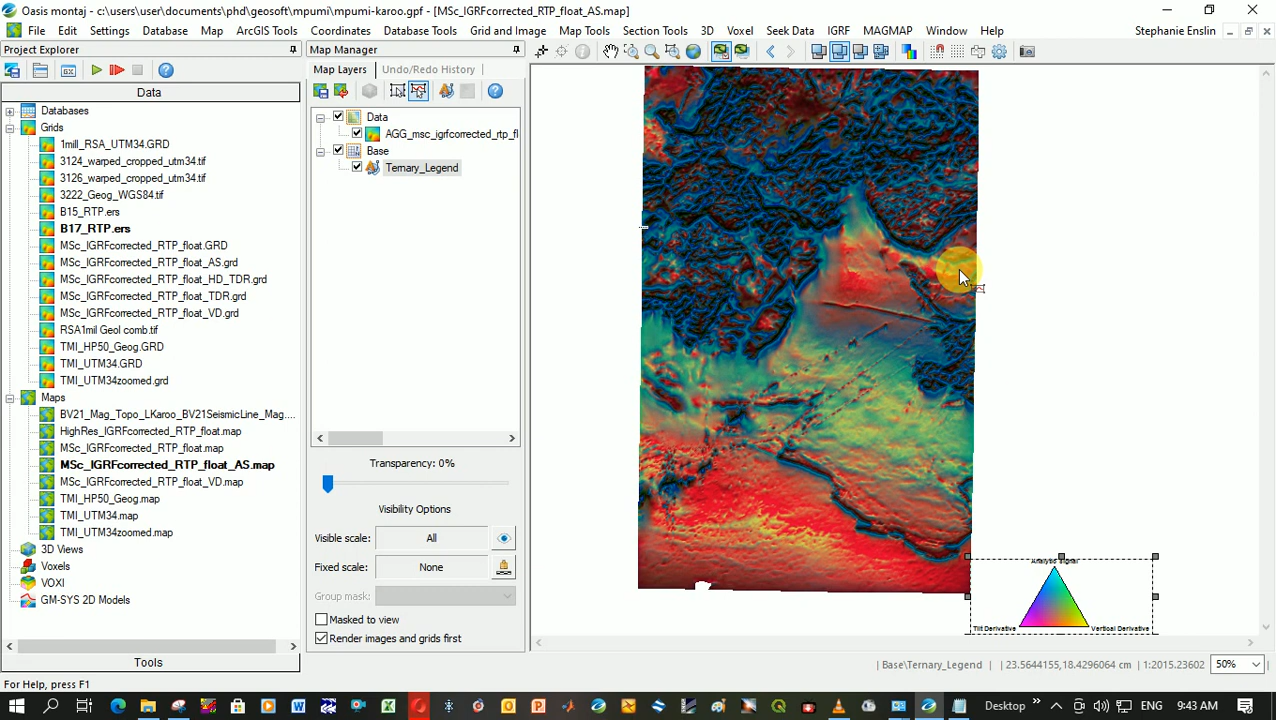 Oasis montaj - c:\users\user\documents\phd\geosoft\mpumi\mpumi-karoo.gpf - [MSc_IGRFcorrected_RTP_float_AS.map]
File Edit Settings Database Map ArcGIS Tools Coordinates Database Tools Grid and Image Map Tools Section Tools 3D Voxel Seek Data IGRF MAGMAP Window Help Stephanie Enslin
Project Explorer
Data
Databases
Grids
1mill_RSA_UTM34.GRD
3124_warped_cropped_utm34.tif
3126_warped_cropped_utm34.tif
3222_Geog_WGS84.tif
B15_RTP.ers
B17_RTP.ers
MSc_IGRFcorrected_RTP_float.GRD
MSc_IGRFcorrected_RTP_float_AS.grd
MSc_IGRFcorrected_RTP_float_HD_TDR.grd
MSc_IGRFcorrected_RTP_float_TDR.grd
MSc_IGRFcorrected_RTP_float_VD.grd
RSA1mil Geol comb.tif
TMI_HP50_Geog.GRD
TMI_UTM34.GRD
TMI_UTM34zoomed.grd
Maps
BV21_Mag_Topo_LKaroo_BV21SeismicLine_Mag....
HighRes_IGRFcorrected_RTP_float.map
MSc_IGRFcorrected_RTP_float.map
MSc_IGRFcorrected_RTP_float_AS.map
MSc_IGRFcorrected_RTP_float_VD.map
TMI_HP50_Geog.map
TMI_UTM34.map
TMI_UTM34zoomed.map
3D Views
Voxels
VOXI
GM-SYS 2D Models
Tools
Map Manager
Map Layers Undo/Redo History
Data
AGG_msc_igrfcorrected_rtp_fl
Base
Ternary_Legend
Transparency: 0%
Visibility Options
Visible scale: All
Fixed scale: None
Group mask:
Masked to view
Render images and grids first
Analytic Signal
Tilt Derivative Vertical Derivative
For Help, press F1
Base\Ternary_Legend 23.5644155,18.4296064 cm 1:2015.23602 50%
Desktop ENG 9:43 AM